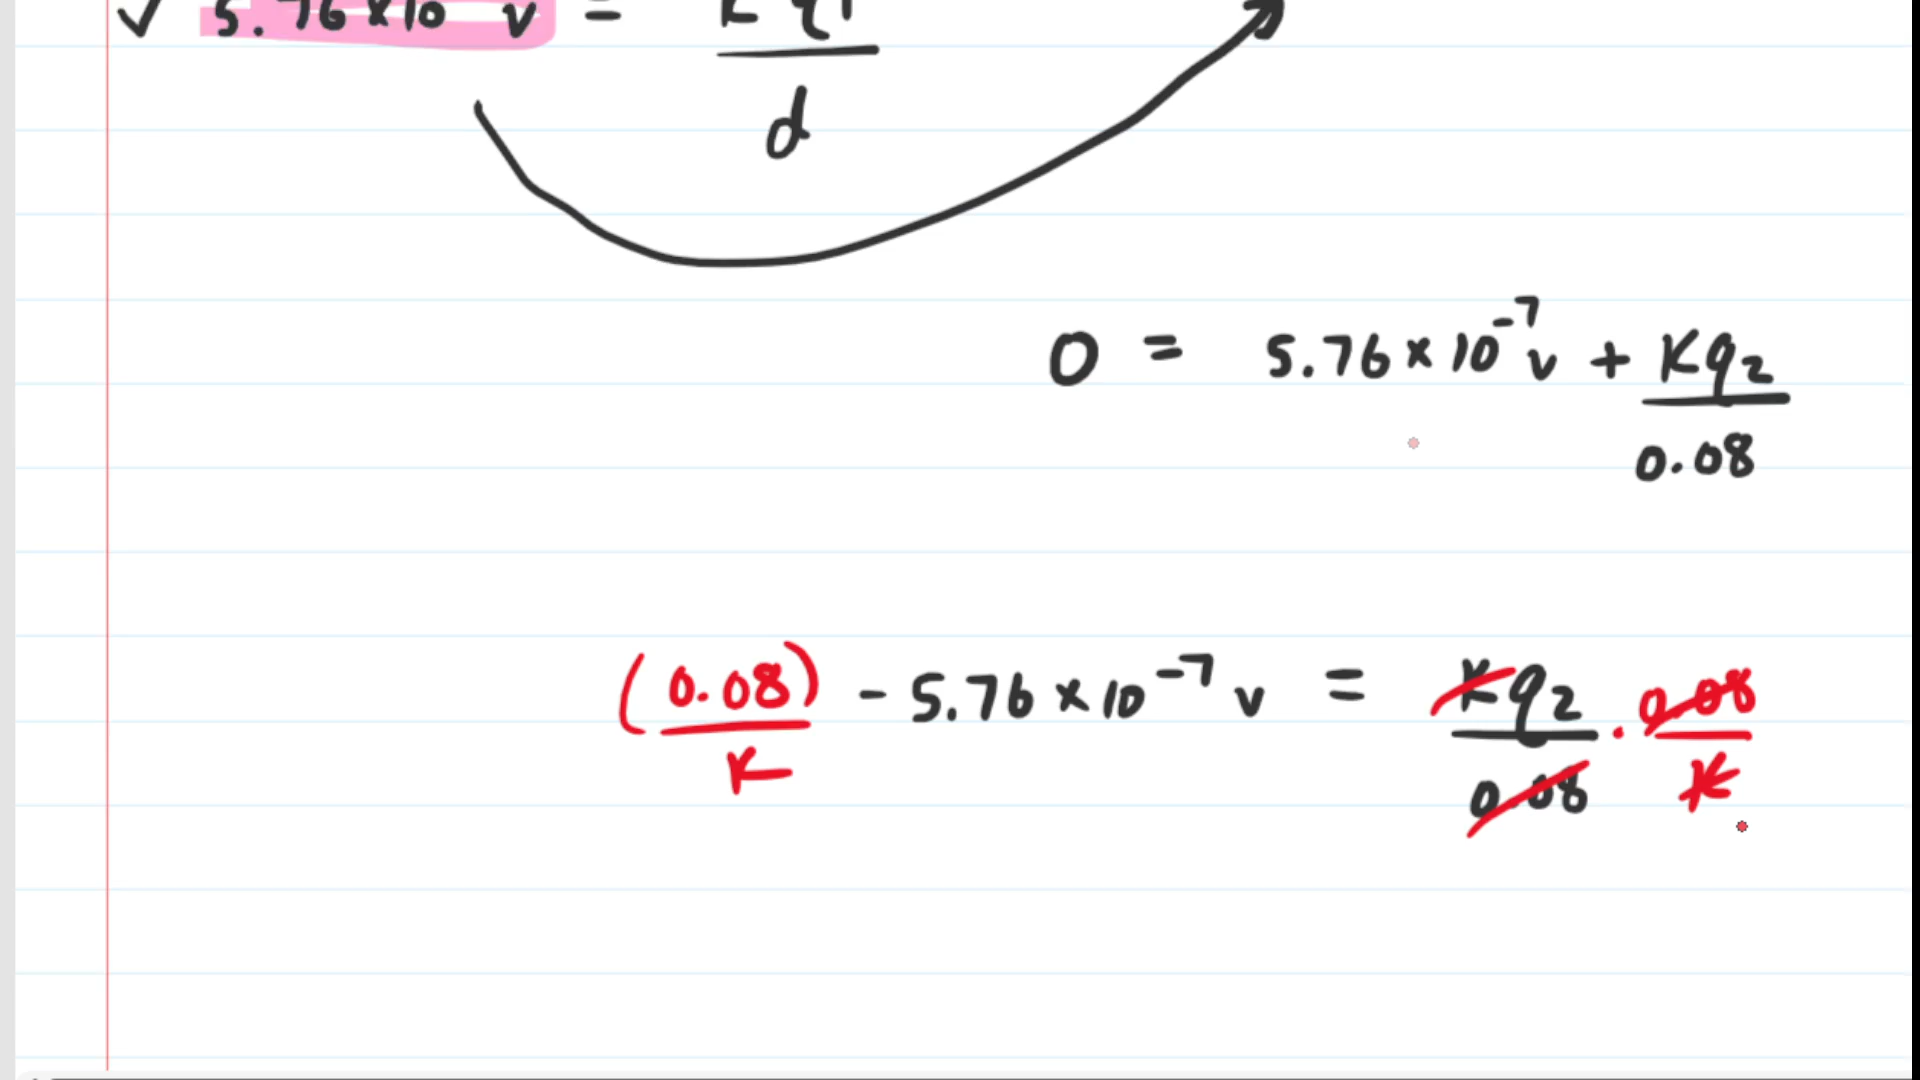 √ 5.76×10 v = Kq1
d
0 = 5.76×10⁻⁷ v + Kq₂
0.08
(0.08) - 5.76×10⁻⁷ v = Kq₂ · 0.08
K 0.08 K